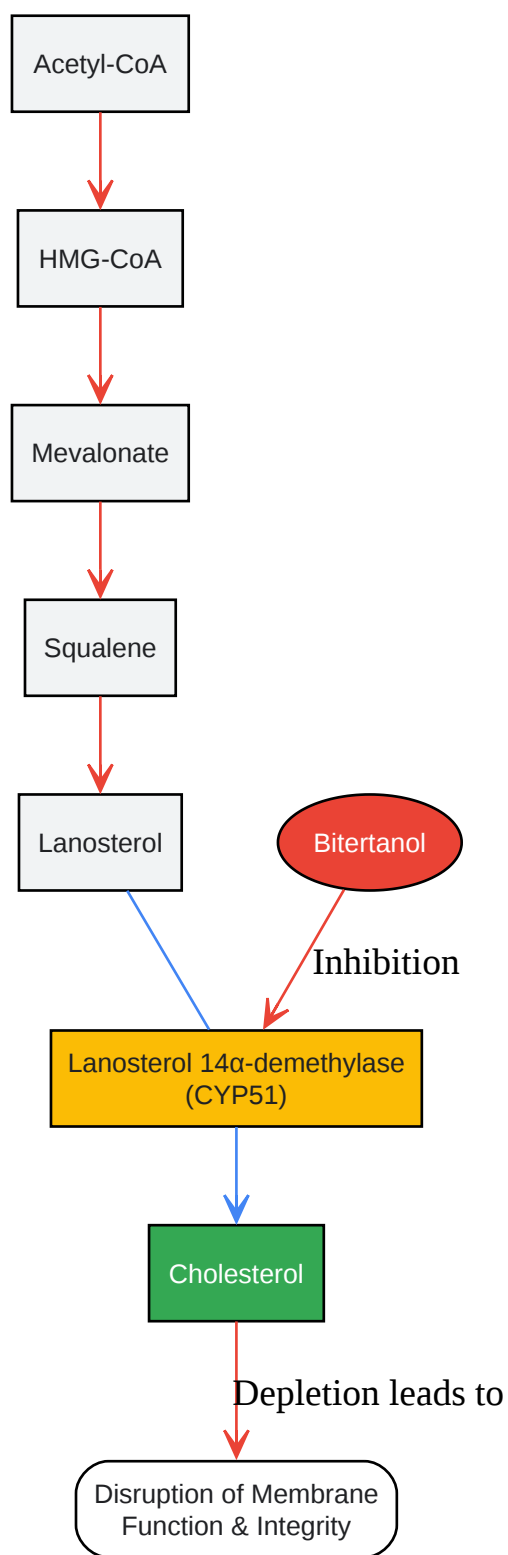 Acetyl-CoA
HMG-CoA
Mevalonate
Squalene
Lanosterol
Bitertanol
Inhibition
Lanosterol 14α-demethylase
(CYP51)
Cholesterol
Depletion leads to
Disruption of Membrane
Function & Integrity